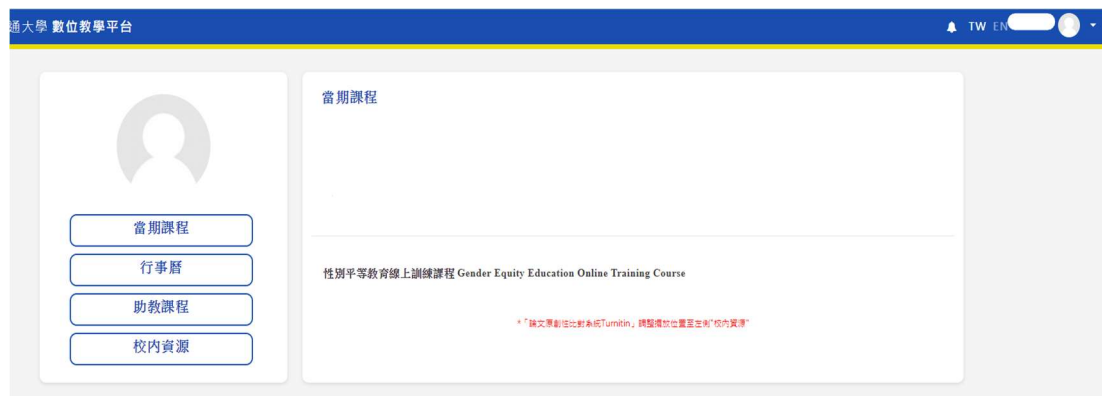 通大學 數位教學平台
TW EN
當期課程
行事曆
助教課程
校內資源
當期課程
性別平等教育線上訓練課程 Gender Equity Education Online Training Course
*「論文原創性比對系統Turnitin」調整擺放位置至左側"校內資源"